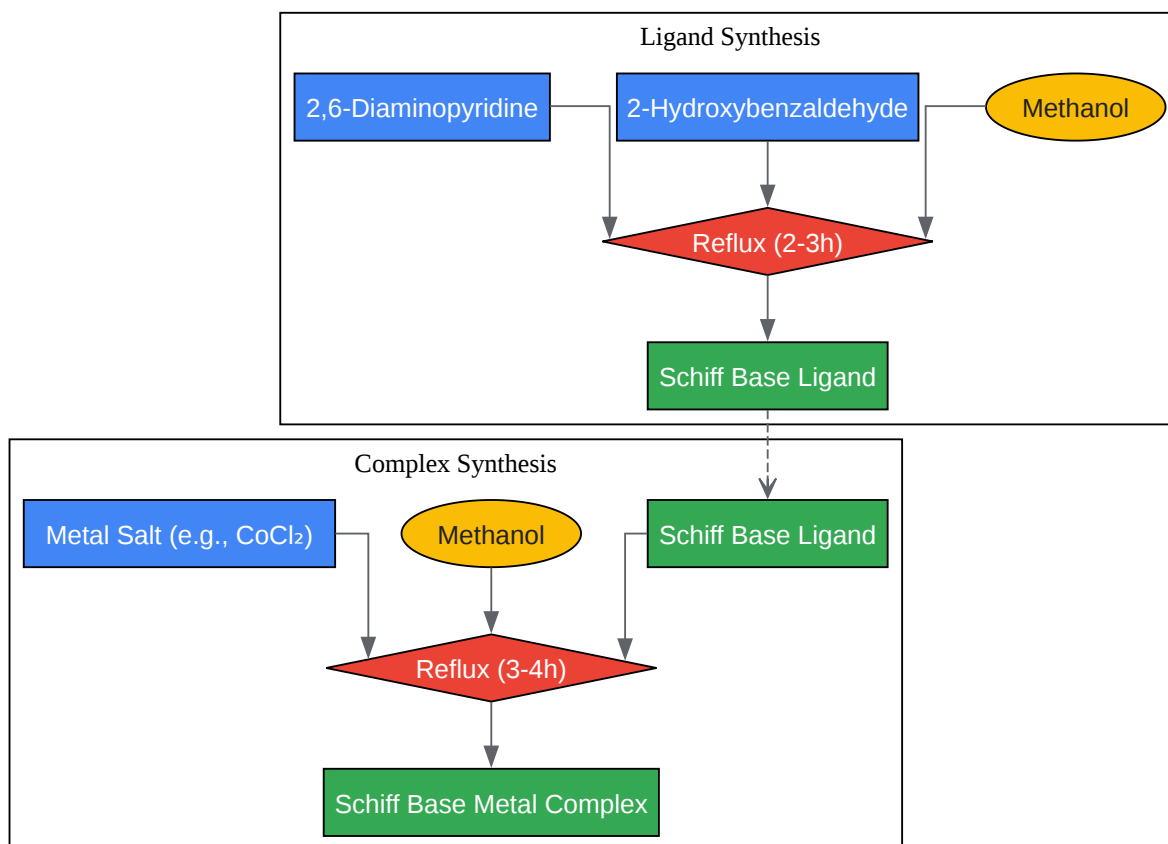 Ligand Synthesis
2,6-Diaminopyridine
2-Hydroxybenzaldehyde
Methanol
Reflux (2-3h)
Schiff Base Ligand
Complex Synthesis
Metal Salt (e.g., CoCl₂)
Methanol
Schiff Base Ligand
Reflux (3-4h)
Schiff Base Metal Complex